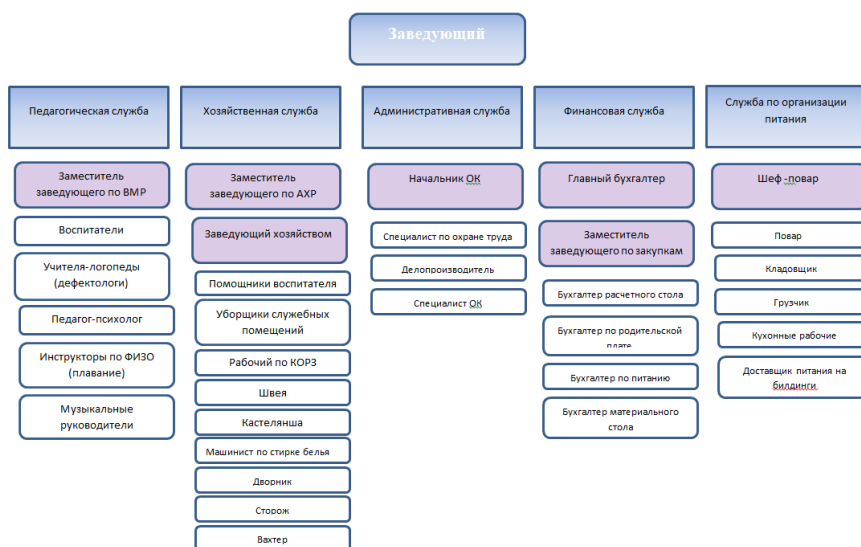 Заведующий
Педагогическая служба
Заместитель
заведующего по ВМР
Воспитатели
Учителя-логопеды
(дефектологи)
Педагог-психолог
Инструкторы по ФИЗО
(плавание)
Музыкальные
руководители
Хозяйственная служба
Заместитель
заведующего по АХР
Заведующий хозяйством
Помощники воспитателя
Уборщики служебных
помещений
Рабочий по КОРЗ
Швея
Кастелянша
Машинист по стирке белья
Дворник
Сторож
Вахтер
Административная служба
Начальник ОК
Специалист по охране труда
Делопроизводитель
Специалист ОК
Финансовая служба
Главный бухгалтер
Заместитель
заведующего по закупкам
Бухгалтер расчетного стола
Бухгалтер по родительской
плате
Бухгалтер по питанию
Бухгалтер материального
стола
Служба по организации
питания
Шеф -повар
Повар
Кладовщик
Грузчик
Кухонные рабочие
Доставщик питания на
билдинги